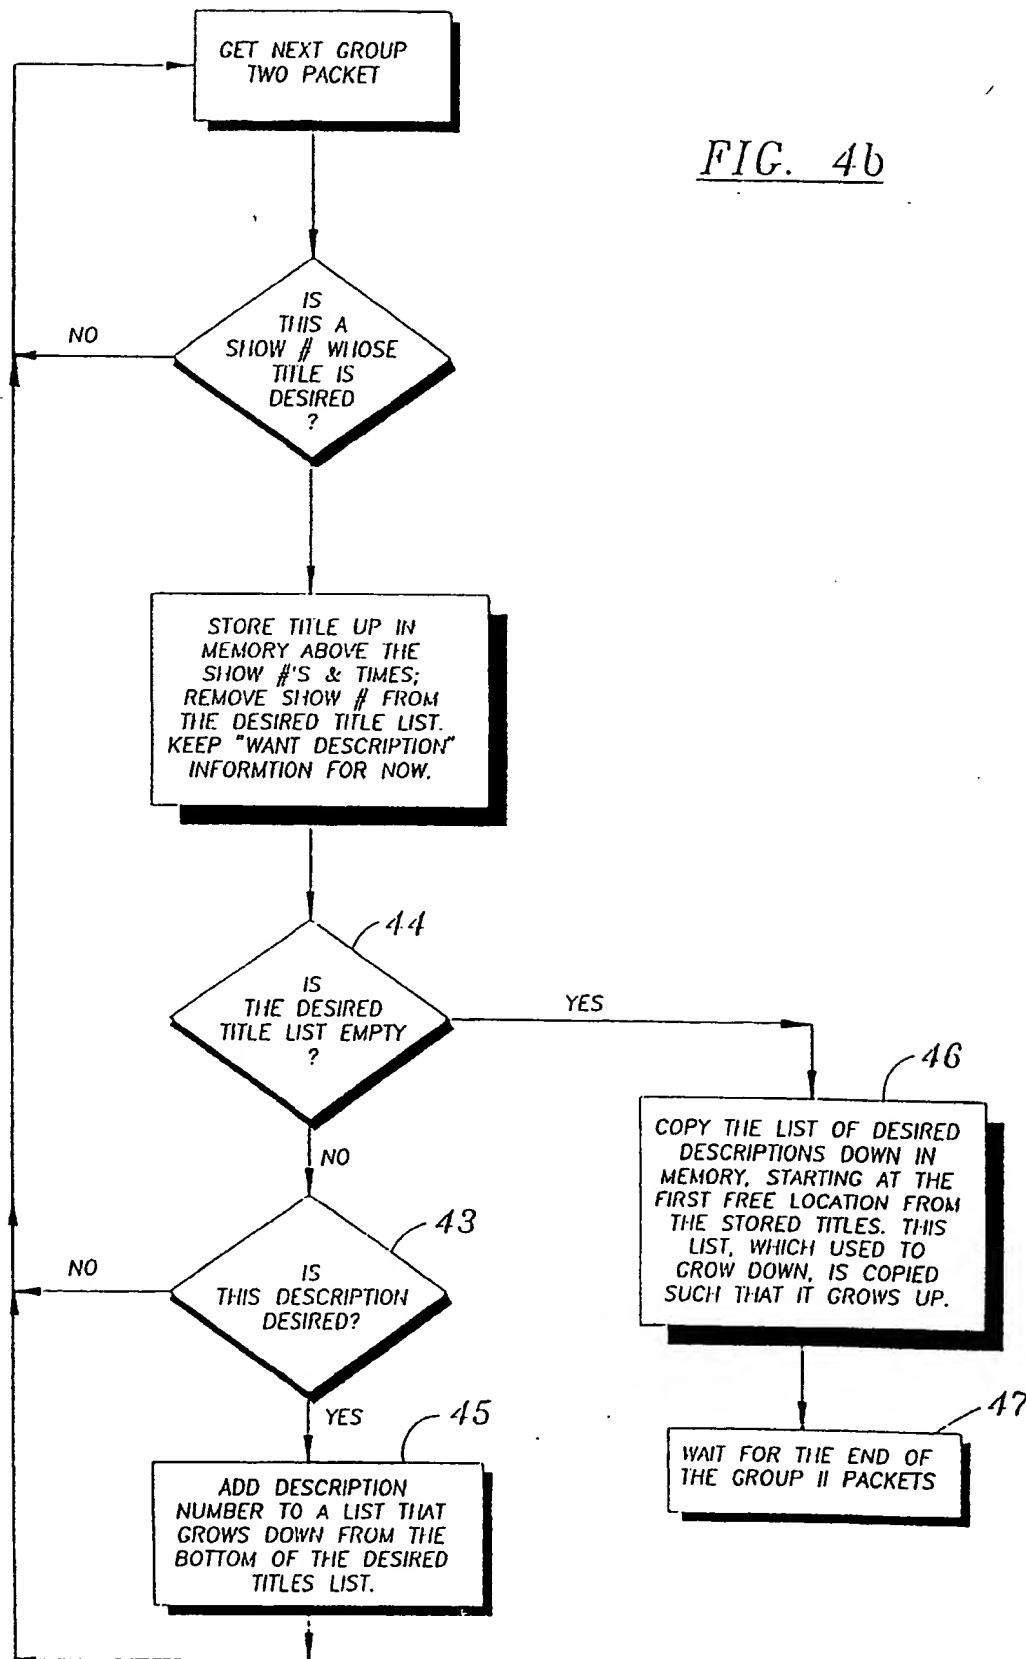 GET NEXT GROUP
TWO PACKET
FIG. 4b
IS
THIS A
SHOW # WHOSE
TITLE IS
DESIRED
?
NO
STORE TITLE UP IN
MEMORY ABOVE THE
SHOW #'S & TIMES;
REMOVE SHOW # FROM
THE DESIRED TITLE LIST.
KEEP "WANT DESCRIPTION"
INFORMTION FOR NOW.
44
IS
THE DESIRED
TITLE LIST EMPTY
?
YES
NO
46
COPY THE LIST OF DESIRED
DESCRIPTIONS DOWN IN
MEMORY, STARTING AT THE
FIRST FREE LOCATION FROM
THE STORED TITLES. THIS
LIST, WHICH USED TO
GROW DOWN, IS COPIED
SUCH THAT IT GROWS UP.
43
IS
THIS DESCRIPTION
DESIRED?
NO
YES
45
ADD DESCRIPTION
NUMBER TO A LIST THAT
GROWS DOWN FROM THE
BOTTOM OF THE DESIRED
TITLES LIST.
47
WAIT FOR THE END OF
THE GROUP II PACKETS